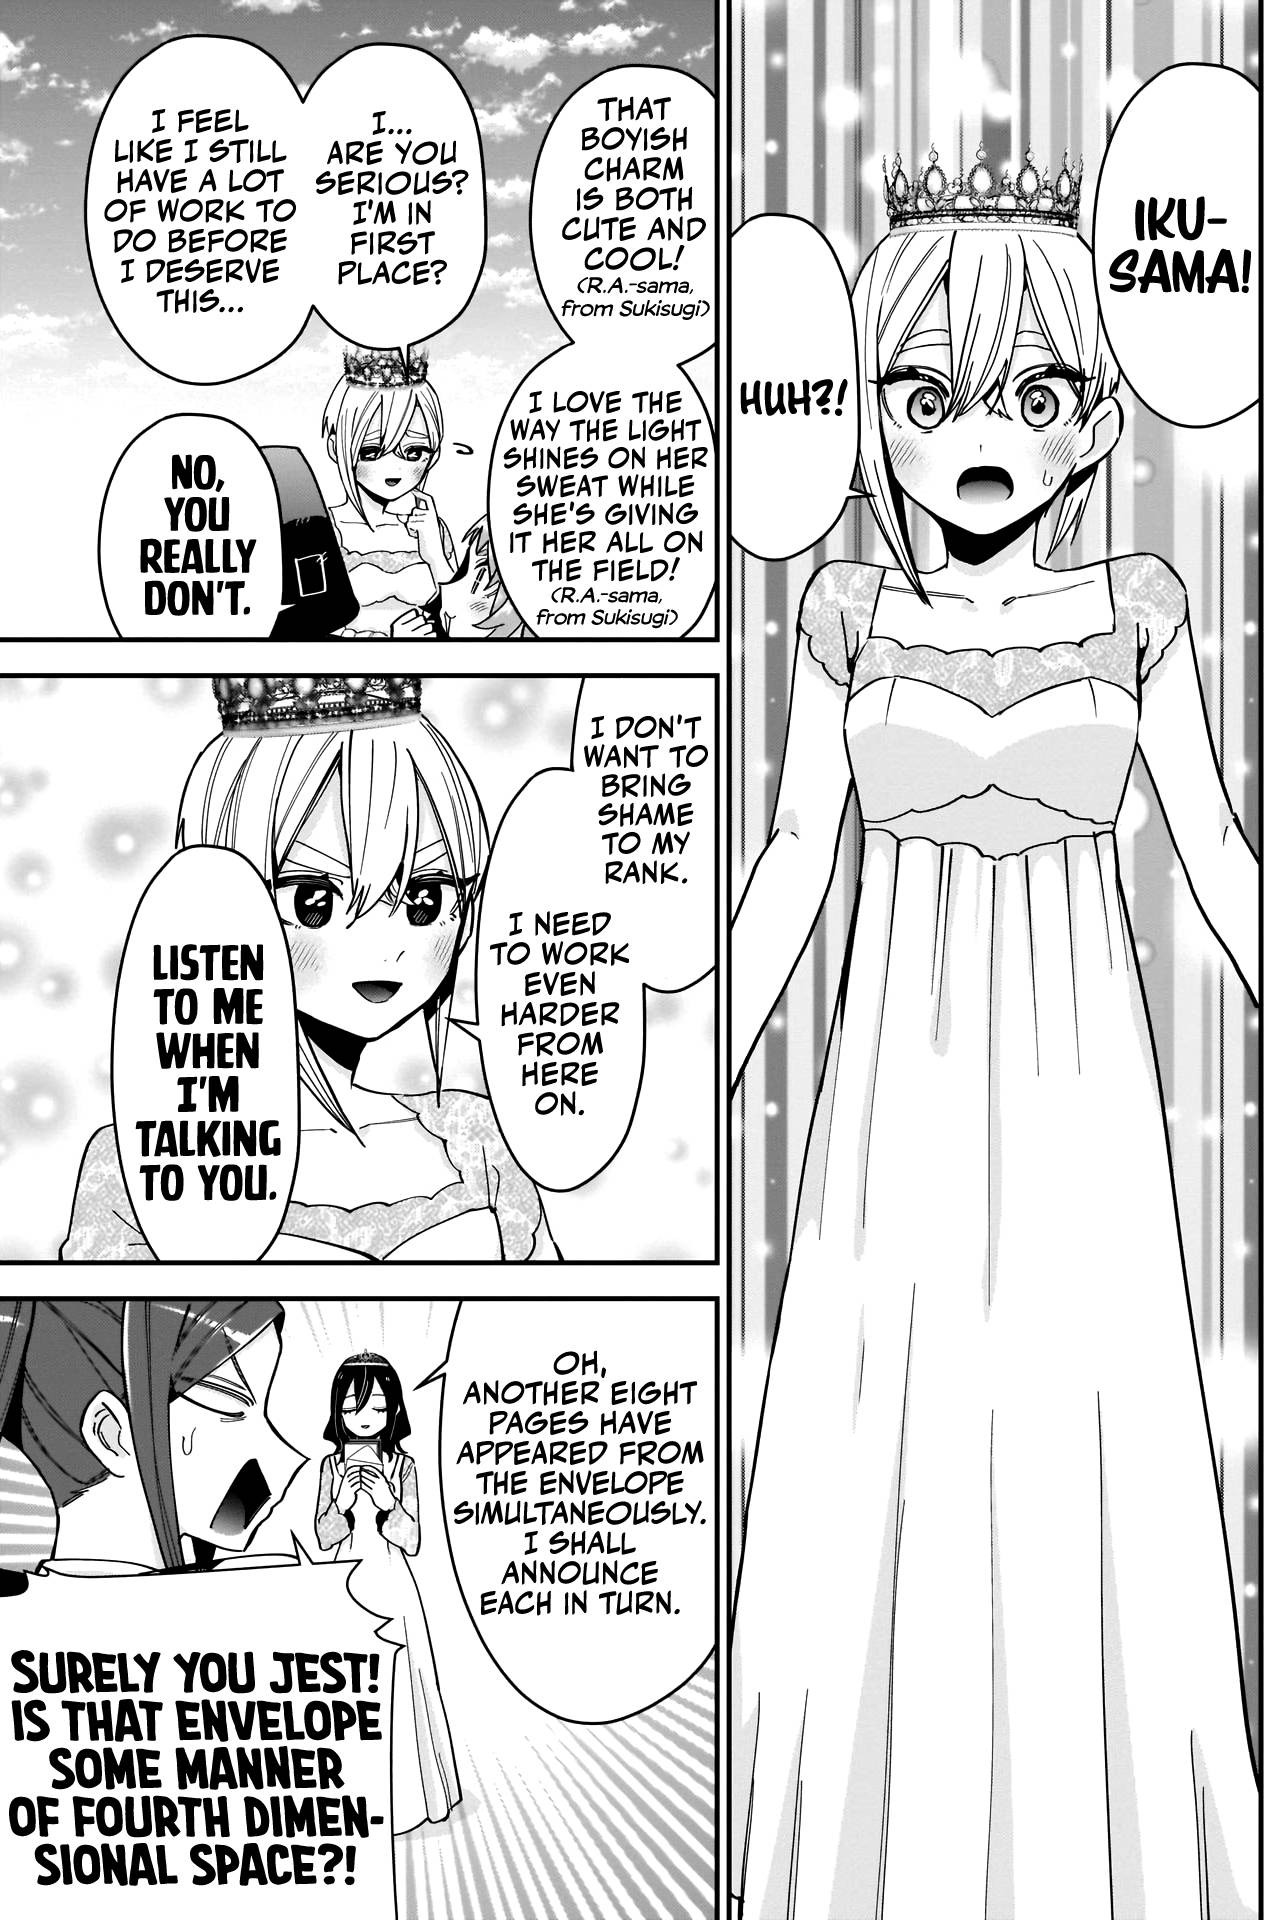 IKU-
SAMA!
HUH?!
THAT
BOYISH
CHARM
IS BOTH
CUTE AND
COOL!
(R.A.-sama,
from Sukisugi)
I LOVE THE
WAY THE LIGHT
SHINES ON HER
SWEAT WHILE
SHE'S GIVING
IT HER ALL ON
THE FIELD!
(R.A.-sama,
from Sukisugi)
I...
ARE YOU
SERIOUS?
I'M IN
FIRST
PLACE?
I FEEL
LIKE I STILL
HAVE A LOT
OF WORK TO
DO BEFORE
I DESERVE
THIS...
NO,
YOU
REALLY
DON'T.
I DON'T
WANT TO
BRING
SHAME
TO MY
RANK.
I NEED
TO WORK
EVEN
HARDER
FROM
HERE
ON.
LISTEN
TO ME
WHEN
I'M
TALKING
TO YOU.
OH,
ANOTHER EIGHT
PAGES HAVE
APPEARED FROM
THE ENVELOPE
SIMULTANEOUSLY.
I SHALL
ANNOUNCE
EACH IN TURN.
SURELY YOU JEST!
IS THAT ENVELOPE
SOME MANNER
OF FOURTH DIMEN-
SIONAL SPACE?!